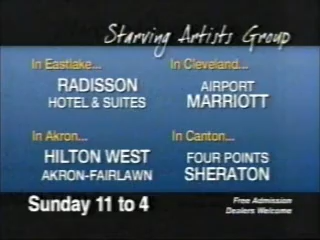 Starving Artists Group
In Eastlake...
RADISSON
HOTEL & SUITES
In Cleveland...
AIRPORT
MARRIOTT
In Akron...
HILTON WEST
AKRON-FAIRLAWN
In Canton...
FOUR POINTS
SHERATON
Sunday 11 to 4
Free Admission
Dealers Welcome